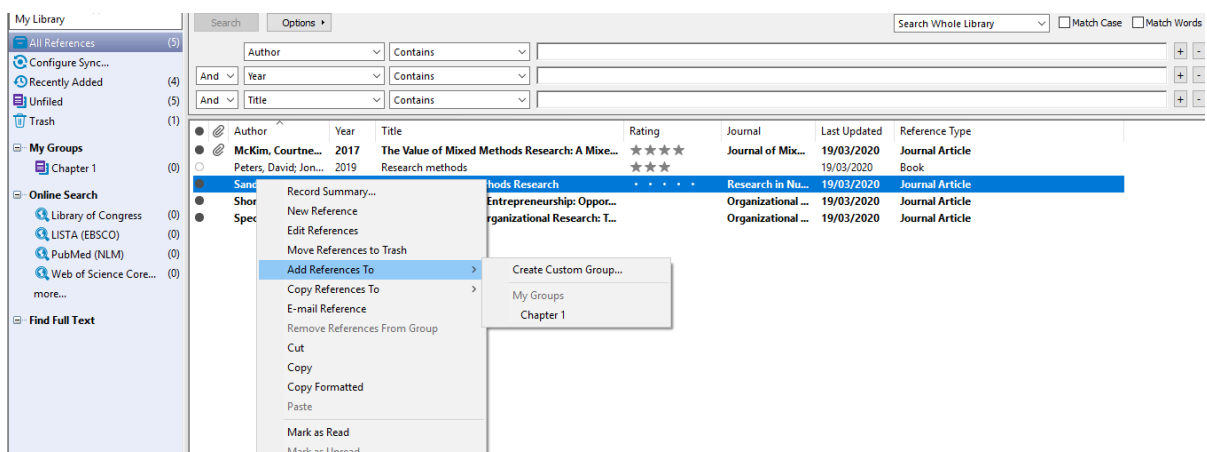 My Library
All References (5)
Configure Sync...
Recently Added (4)
Unfiled (5)
Trash (1)
My Groups
Chapter 1 (0)
Online Search
Library of Congress (0)
LISTA (EBSCO) (0)
PubMed (NLM) (0)
Web of Science Core... (0)
more...
Find Full Text
Search Options Search Whole Library Match Case Match Words
Author Contains + -
And Year Contains + -
And Title Contains + -
Author Year Title Rating Journal Last Updated Reference Type
McKim, Courtne... 2017 The Value of Mixed Methods Research: A Mixe... Journal of Mix... 19/03/2020 Journal Article
Peters, David; Jon... 2019 Research methods 19/03/2020 Book
Sand hods Research Research in Nu... 19/03/2020 Journal Article
Shor Entrepreneurship: Oppor... Organizational ... 19/03/2020 Journal Article
Spec rganizational Research: T... Organizational ... 19/03/2020 Journal Article
Record Summary...
New Reference
Edit References
Move References to Trash
Add References To
Copy References To
E-mail Reference
Remove References From Group
Cut
Copy
Copy Formatted
Paste
Mark as Read
Mark as Unread
Create Custom Group...
My Groups
Chapter 1